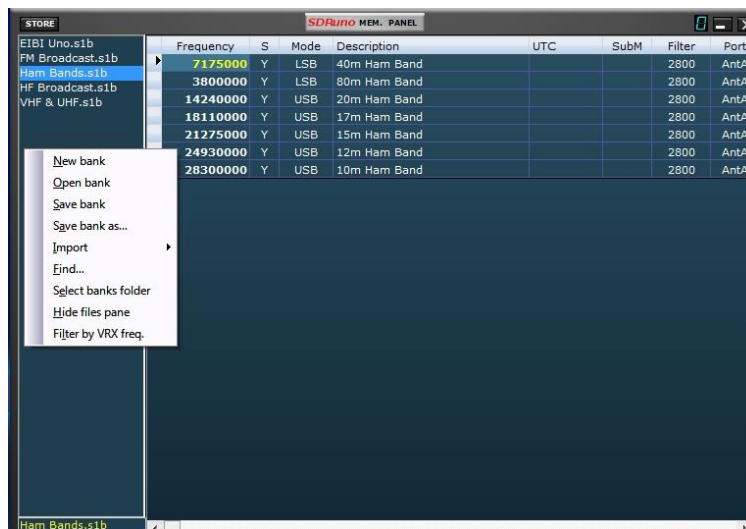 STORE
SDRuno MEM. PANEL
EIBI Uno.s1b
FM Broadcast.s1b
Ham Bands.s1b
HF Broadcast.s1b
VHF & UHF.s1b
Frequency S Mode Description UTC SubM Filter Port
7175000 Y LSB 40m Ham Band 2800 AntA
3800000 Y LSB 80m Ham Band 2800 AntA
14240000 Y USB 20m Ham Band 2800 AntA
18110000 Y USB 17m Ham Band 2800 AntA
21275000 Y USB 15m Ham Band 2800 AntA
24930000 Y USB 12m Ham Band 2800 AntA
28300000 Y USB 10m Ham Band 2800 AntA
New bank
Open bank
Save bank
Save bank as...
Import
Find...
Select banks folder
Hide files pane
Filter by VRX freq.
Ham Bands.s1b